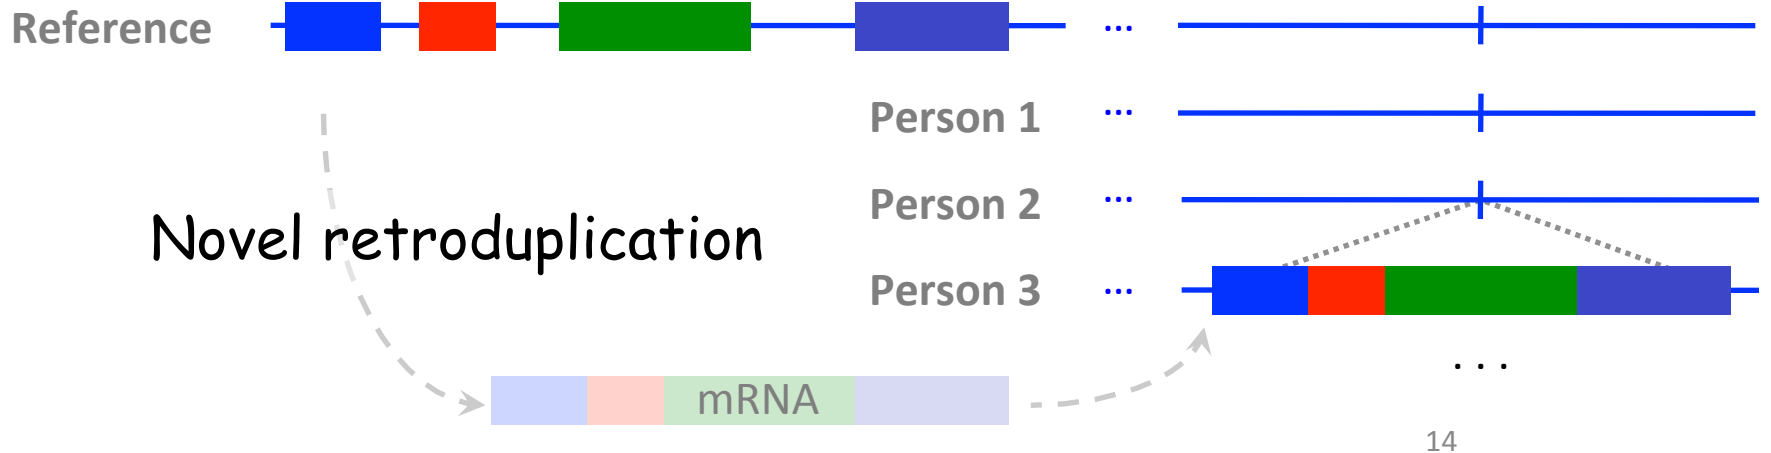 Reference ...
Person 1 ...
Person 2 ...
Novel retroduplication
Person 3 ...
. . .
mRNA
14